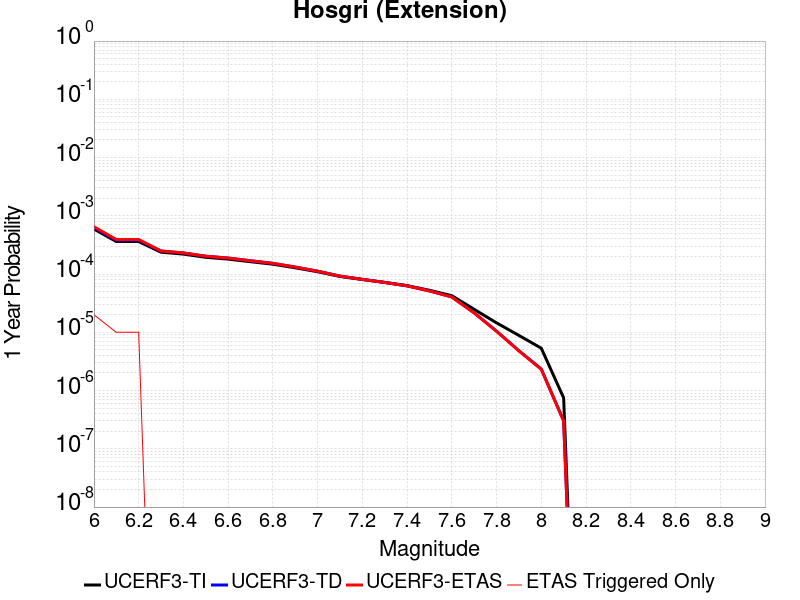 Hosgri (Extension)
10^0
10^-1
10^-2
10^-3
10^-4
10^-5
10^-6
10^-7
10^-8
1 Year Probability
6 6.2 6.4 6.6 6.8 7 7.2 7.4 7.6 7.8 8 8.2 8.4 8.6 8.8 9
Magnitude
UCERF3-TI UCERF3-TD UCERF3-ETAS ETAS Triggered Only